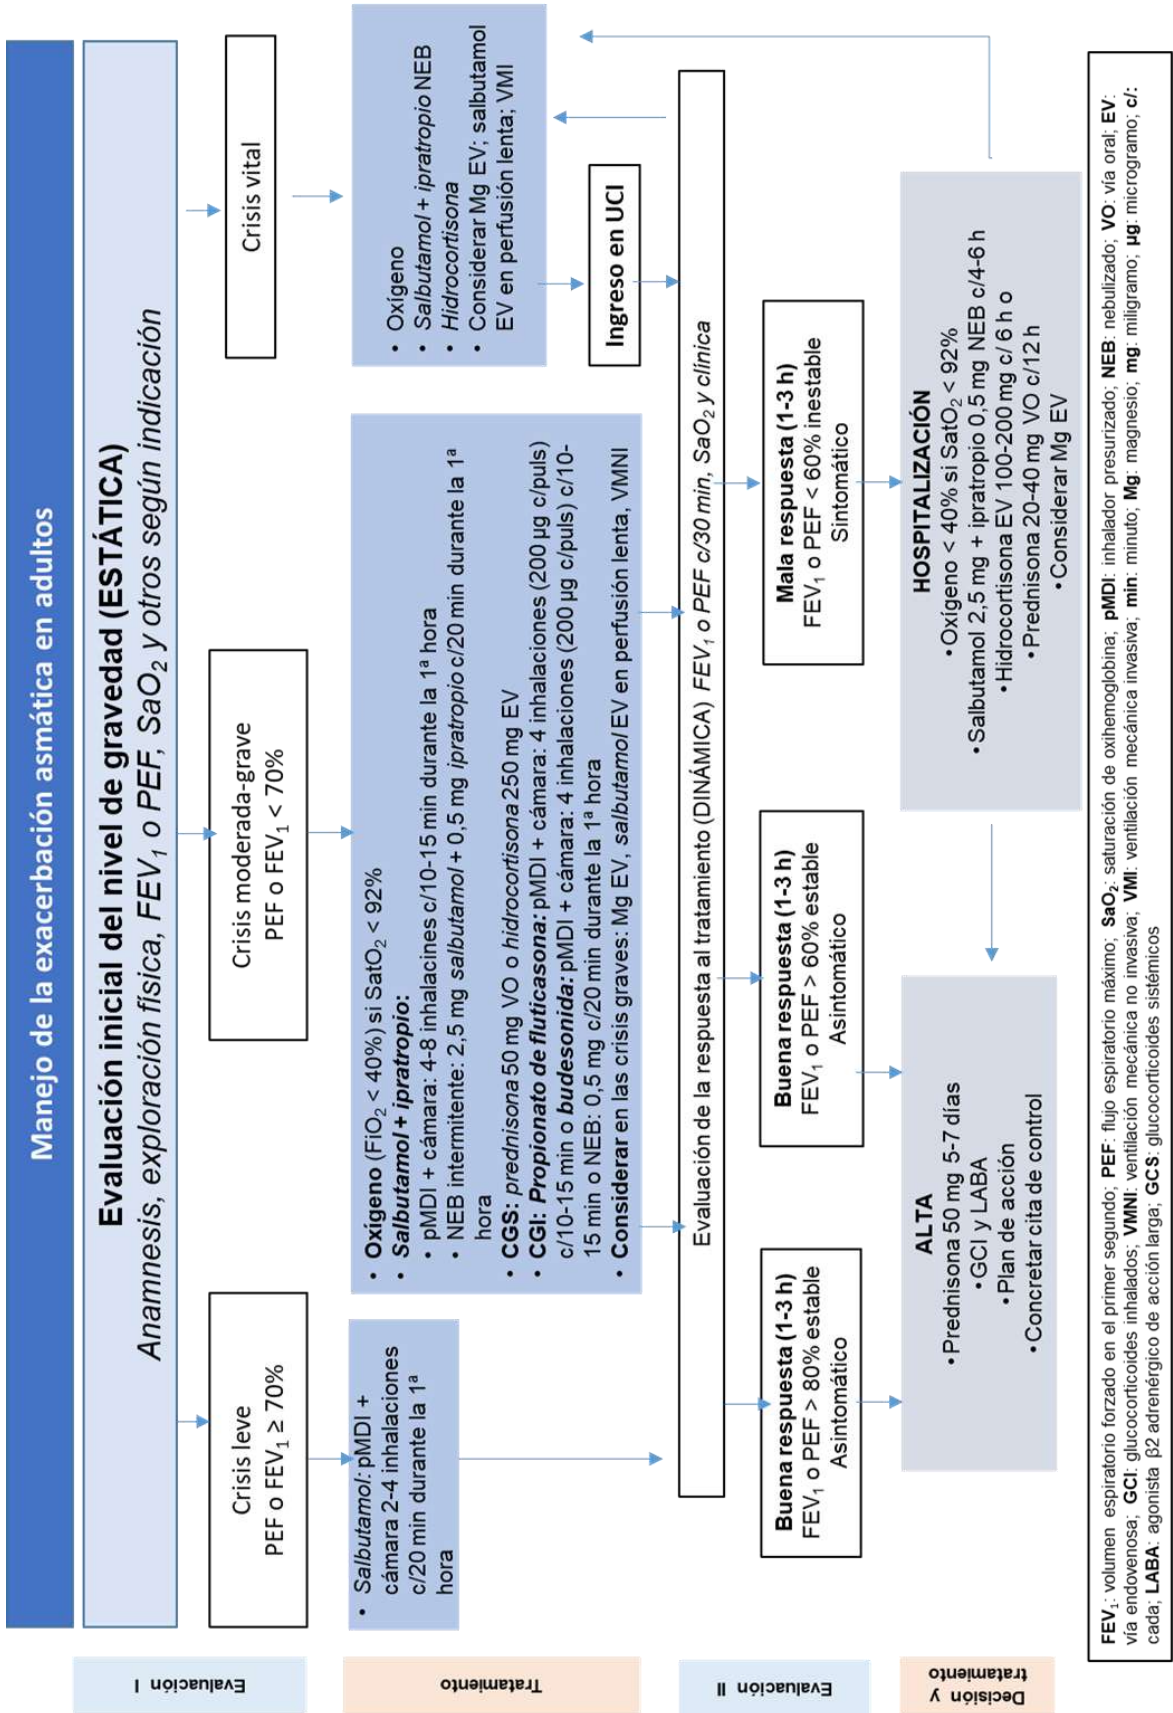 Manejo de la exacerbación asmática en adultos
Evaluación I
Evaluación inicial del nivel de gravedad (ESTÁTICA)
Anamnesis, exploración física, FEV₁ o PEF, SaO₂ y otros según indicación
Crisis leve
PEF o FEV₁ ≥ 70%
Crisis moderada-grave
PEF o FEV₁ < 70%
Crisis vital
Tratamiento
• Salbutamol: pMDI +
cámara 2-4 inhalaciones
c/20 min durante la 1ª
hora
• Oxígeno (FiO₂ < 40%) si SatO₂ < 92%
• Salbutamol + ipratropio:
• pMDI + cámara: 4-8 inhalacines c/10-15 min durante la 1ª hora
• NEB intermitente: 2,5 mg salbutamol + 0,5 mg ipratropio c/20 min durante la 1ª
hora
• CGS: prednisona 50 mg VO o hidrocortisona 250 mg EV
• CGI: Propionato de fluticasona: pMDI + cámara: 4 inhalaciones (200 µg c/puls)
c/10-15 min o budesonida: pMDI + cámara: 4 inhalaciones (200 µg c/puls) c/10-
15 min o NEB: 0,5 mg c/20 min durante la 1ª hora
• Considerar en las crisis graves: Mg EV, salbutamol EV en perfusión lenta, VMNI
• Oxígeno
• Salbutamol + ipratropio NEB
• Hidrocortisona
• Considerar Mg EV; salbutamol
EV en perfusión lenta; VMI
Ingreso en UCI
Evaluación II
Evaluación de la respuesta al tratamiento (DINÁMICA) FEV₁ o PEF c/30 min, SaO₂ y clínica
Buena respuesta (1-3 h)
FEV₁ o PEF > 80% estable
Asintomático
Buena respuesta (1-3 h)
FEV₁ o PEF > 60% estable
Asintomático
Mala respuesta (1-3 h)
FEV₁ o PEF < 60% inestable
Sintomático
Decisión y
tratamiento
ALTA
• Prednisona 50 mg 5-7 días
• GCI y LABA
• Plan de acción
• Concretar cita de control
HOSPITALIZACIÓN
• Oxígeno < 40% si SatO₂ < 92%
• Salbutamol 2,5 mg + ipratropio 0,5 mg NEB c/4-6 h
• Hidrocortisona EV 100-200 mg c/ 6 h o
• Prednisona 20-40 mg VO c/12 h
• Considerar Mg EV
FEV₁: volumen espiratorio forzado en el primer segundo; PEF: flujo espiratorio máximo; SaO₂: saturación de oxihemoglobina; pMDI: inhalador presurizado; NEB: nebulizado; VO: vía oral; EV:
vía endovenosa; GCI: glucocorticoides inhalados; VMNI: ventilación mecánica no invasiva; VMI: ventilación mecánica invasiva; min: minuto; Mg: magnesio; mg: miligramo; µg: microgramo; c/:
cada; LABA: agonista β2 adrenérgico de acción larga; GCS: glucocorticoides sistémicos